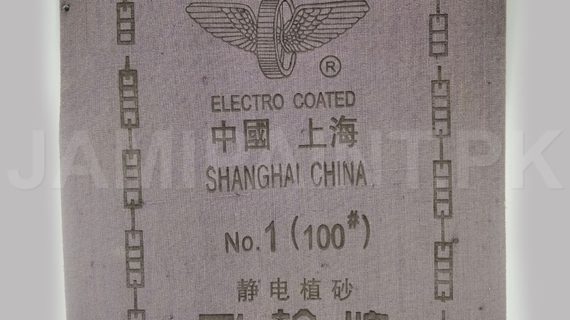 ®
ELECTRO COATED
中國 上海
SHANGHAI CHINA
No.1 (100#)
静电植砂